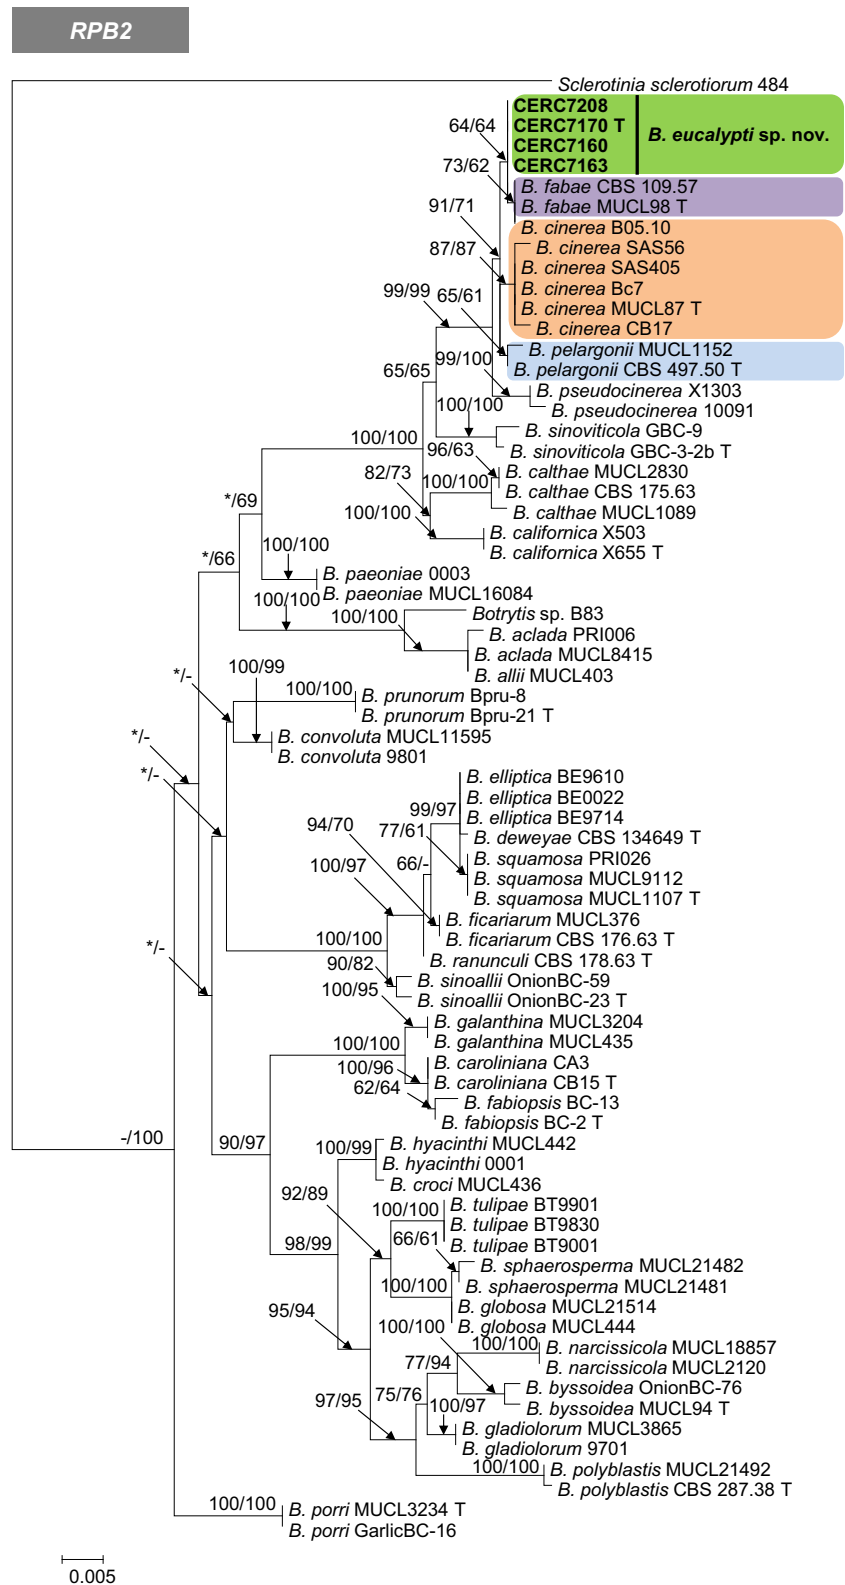 RPB2
Sclerotinia sclerotiorum 484
CERC7208
64/64
CERC7170 T
B. eucalypti sp. nov.
CERC7160
73/62
CERC7163
B. fabae CBS 109.57
91/71
B. fabae MUCL98 T
B. cinerea B05.10
87/87
B. cinerea SAS56
B. cinerea SAS405
99/99
65/61
B. cinerea Bc7
B. cinerea MUCL87 T
B. cinerea CB17
B. pelargonii MUCL1152
65/65
99/100
B. pelargonii CBS 497.50 T
B. pseudocinerea X1303
100/100
B. pseudocinerea 10091
B. sinoviticola GBC-9
100/100
96/63
B. sinoviticola GBC-3-2b T
82/73
B. calthae MUCL2830
100/100
B. calthae CBS 175.63
*/69
100/100
B. calthae MUCL1089
B. californica X503
100/100
B. californica X655 T
*/66
B. paeoniae 0003
100/100
B. paeoniae MUCL16084
100/100
Botrytis sp. B83
B. aclada PRI006
B. aclada MUCL8415
100/99
B. allii MUCL403
*/-
100/100
B. prunorum Bpru-8
B. prunorum Bpru-21 T
*/-
B. convoluta MUCL11595
B. convoluta 9801
*/-
B. elliptica BE9610
B. elliptica BE0022
99/97
B. elliptica BE9714
94/70
77/61
B. deweyae CBS 134649 T
100/97
66/-
B. squamosa PRI026
B. squamosa MUCL9112
B. squamosa MUCL1107 T
B. ficariarum MUCL376
*/-
100/100
B. ficariarum CBS 176.63 T
90/82
B. ranunculi CBS 178.63 T
B. sinoallii OnionBC-59
100/95
B. sinoallii OnionBC-23 T
B. galanthina MUCL3204
100/100
B. galanthina MUCL435
100/96
B. caroliniana CA3
62/64
B. caroliniana CB15 T
B. fabiopsis BC-13
B. fabiopsis BC-2 T
-/100
90/97
100/99
B. hyacinthi MUCL442
B. hyacinthi 0001
92/89
B. croci MUCL436
100/100
B. tulipae BT9901
B. tulipae BT9830
98/99
66/61
B. tulipae BT9001
B. sphaerosperma MUCL21482
100/100
B. sphaerosperma MUCL21481
95/94
B. globosa MUCL21514
100/100
B. globosa MUCL444
100/100
B. narcissicola MUCL18857
77/94
B. narcissicola MUCL2120
97/95
75/76
B. byssoidea OnionBC-76
100/97
B. byssoidea MUCL94 T
B. gladiolorum MUCL3865
B. gladiolorum 9701
100/100
B. polyblastis MUCL21492
B. polyblastis CBS 287.38 T
100/100
B. porri MUCL3234 T
B. porri GarlicBC-16
0.005